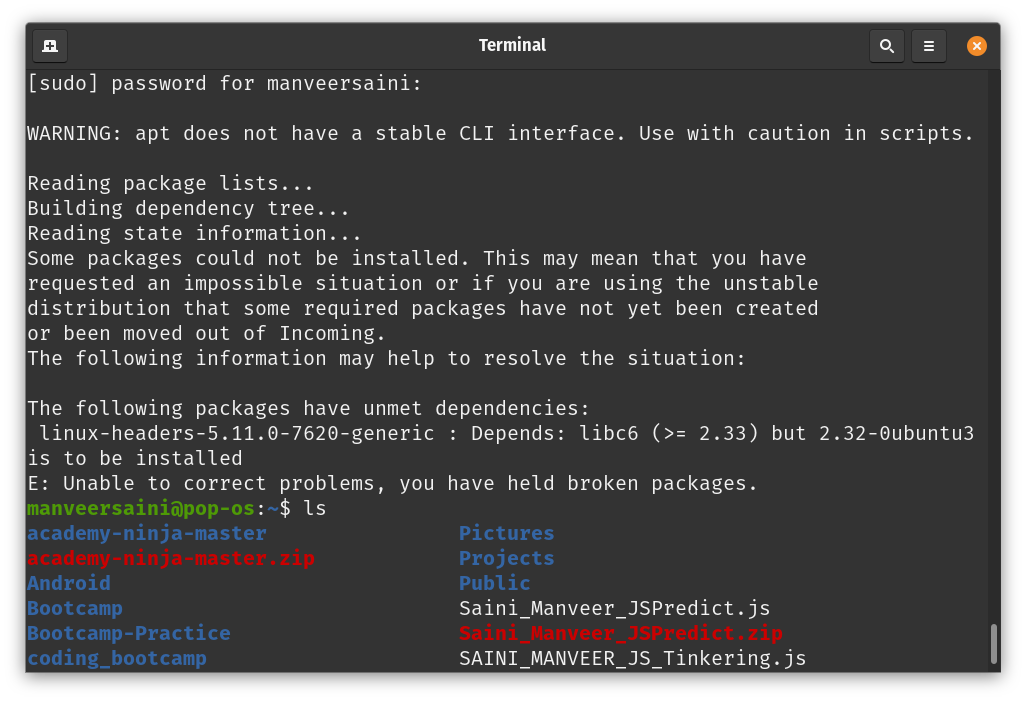 Terminal
[sudo] password for manveersaini:
WARNING: apt does not have a stable CLI interface. Use with caution in scripts.
Reading package lists...
Building dependency tree...
Reading state information...
Some packages could not be installed. This may mean that you have
requested an impossible situation or if you are using the unstable
distribution that some required packages have not yet been created
or been moved out of Incoming.
The following information may help to resolve the situation:
The following packages have unmet dependencies:
 linux-headers-5.11.0-7620-generic : Depends: libc6 (>= 2.33) but 2.32-0ubuntu3
is to be installed
E: Unable to correct problems, you have held broken packages.
manveersaini@pop-os:~$ ls
academy-ninja-master Pictures
academy-ninja-master.zip Projects
Android Public
Bootcamp Saini_Manveer_JSPredict.js
Bootcamp-Practice Saini_Manveer_JSPredict.zip
coding_bootcamp SAINI_MANVEER_JS_Tinkering.js